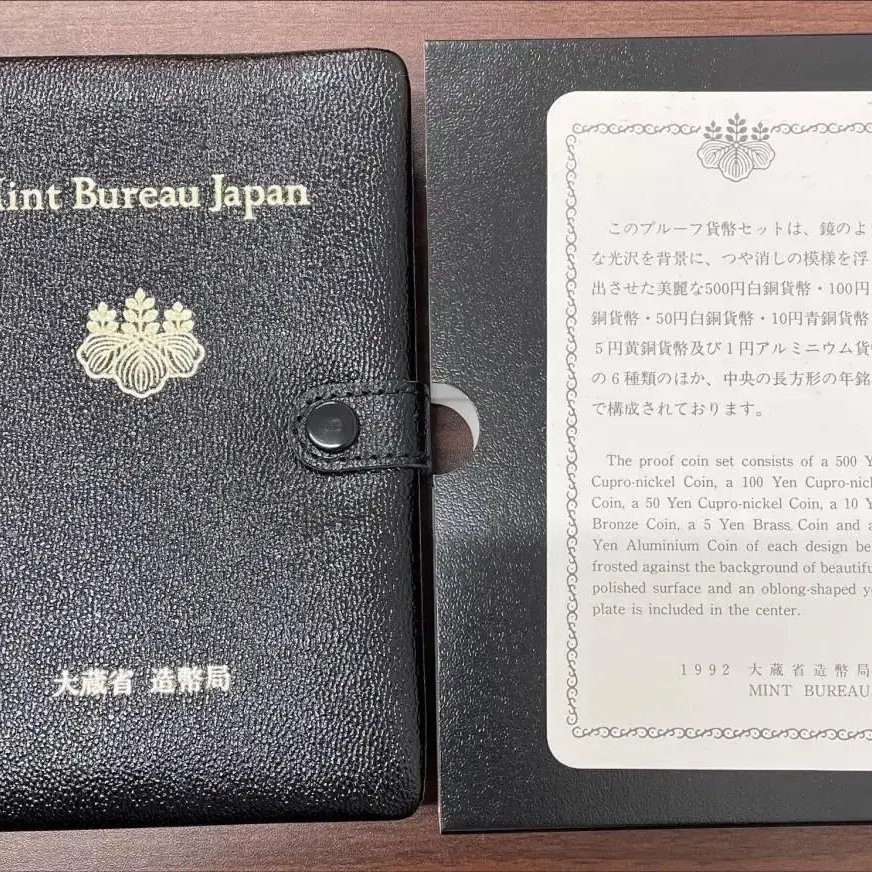 Mint Bureau Japan
大蔵省 造幣局
このプルーフ貨幣セットは、鏡のよ
な光沢を背景に、つや消しの模様を浮
出させた美麗な500円白銅貨幣・100円
銅貨幣・50円白銅貨幣・10円青銅貨幣
5円黄銅貨幣及び1円アルミニウム貨
の6種類のほか、中央の長方形の年銘
で構成されております。
The proof coin set consists of a 500 Y
Cupro-nickel Coin, a 100 Yen Cupro-nick
Coin, a 50 Yen Cupro-nickel Coin, a 10 Y
Bronze Coin, a 5 Yen Brass Coin and a
Yen Aluminium Coin of each design be
frosted against the background of beautifu
polished surface and an oblong-shaped y
plate is included in the center.
1992 大蔵省造幣局
MINT BUREAU